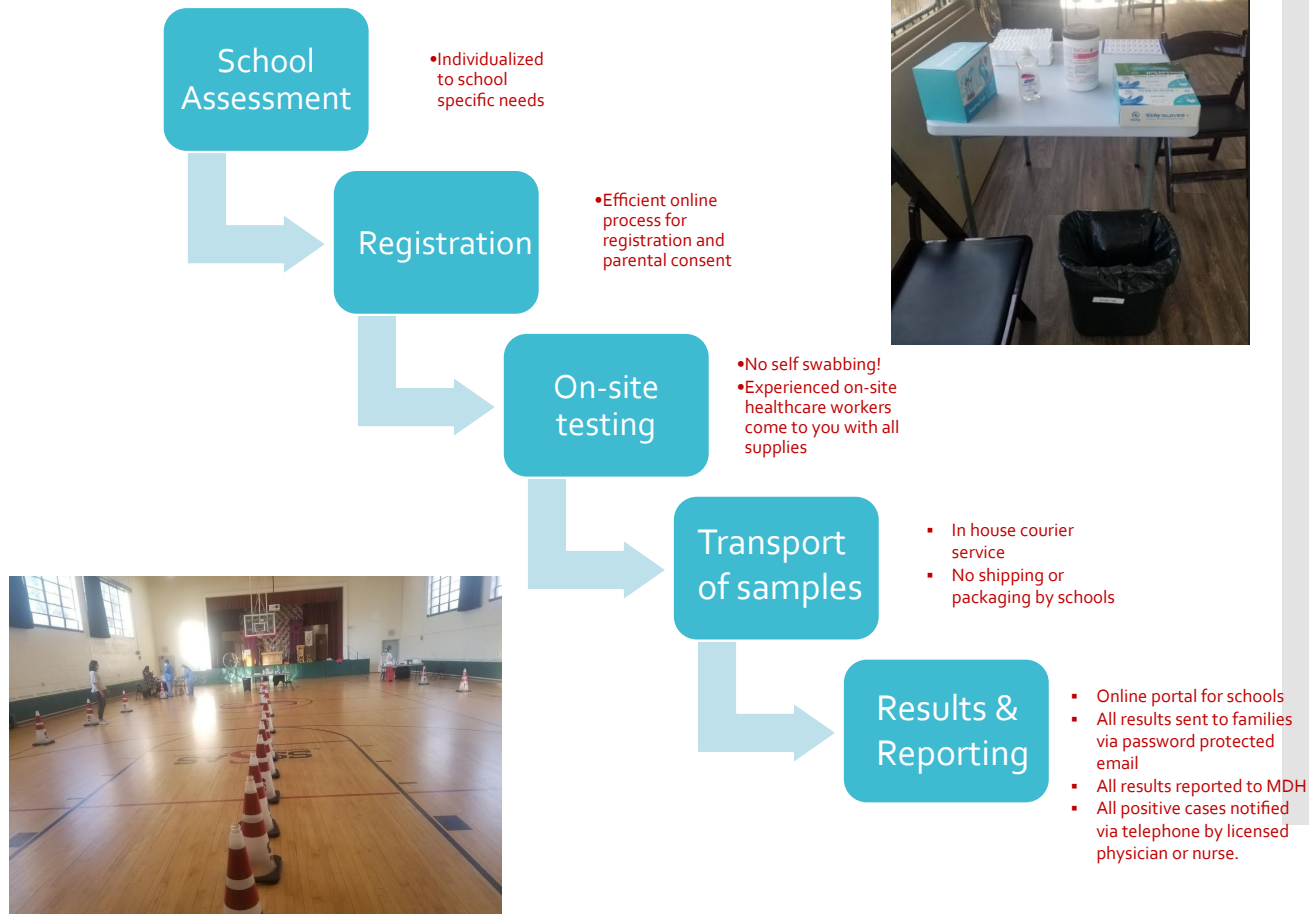 School
Assessment
•Individualized
to school
specific needs
Registration
•Efficient online
process for
registration and
parental consent
On-site
testing
•No self swabbing!
•Experienced on-site
healthcare workers
come to you with all
supplies
Transport
of samples
▪ In house courier
service
▪ No shipping or
packaging by schools
Results &
Reporting
▪ Online portal for schools
▪ All results sent to families
via password protected
email
▪ All results reported to MDH
▪ All positive cases notified
via telephone by licensed
physician or nurse.